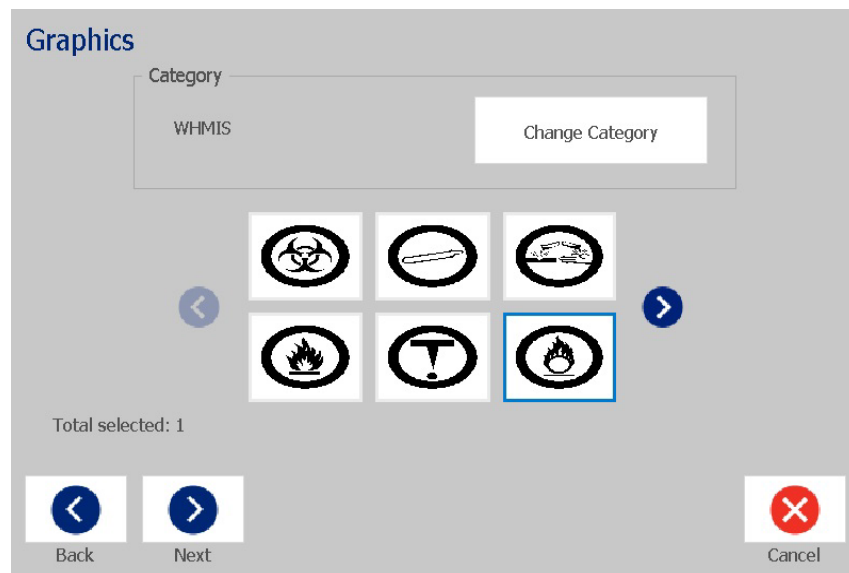 Graphics
Category
WHMIS
Change Category
Total selected: 1
Back
Next
Cancel